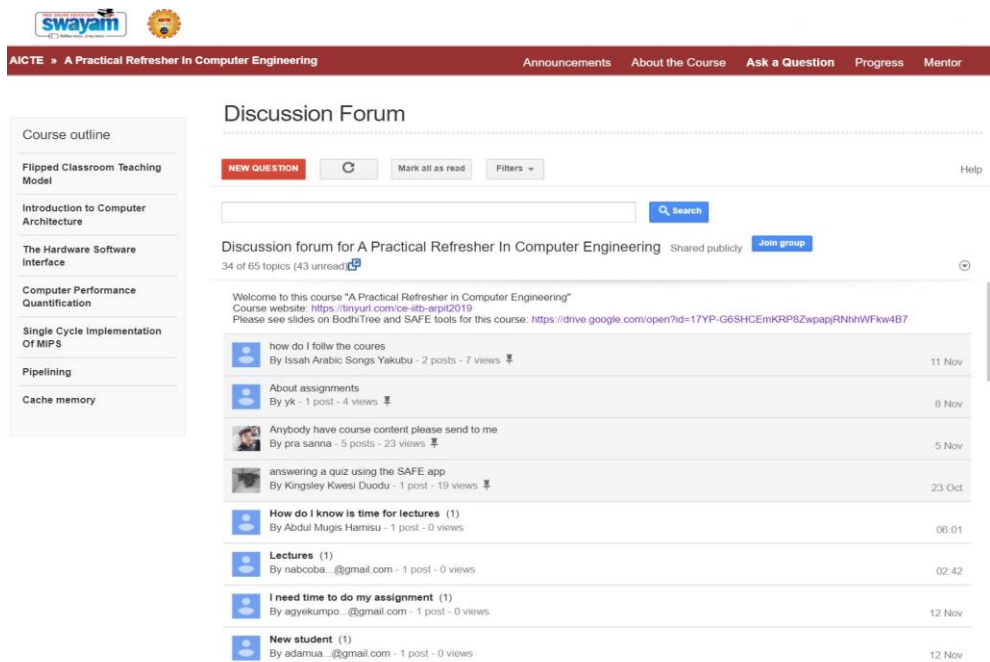 FREE ONLINE EDUCATION
swayam
AICTE » A Practical Refresher In Computer Engineering
Announcements About the Course Ask a Question Progress Mentor
Course outline
Flipped Classroom Teaching
Model
Introduction to Computer
Architecture
The Hardware Software
Interface
Computer Performance
Quantification
Single Cycle Implementation
Of MIPS
Pipelining
Cache memory
Discussion Forum
NEW QUESTION Mark all as read Filters Help
Search
Discussion forum for A Practical Refresher In Computer Engineering Shared publicly Join group
34 of 65 topics (43 unread)
Welcome to this course "A Practical Refresher in Computer Engineering"
Course website: https://tinyurl.com/ce-iitb-arpit2019
Please see slides on BodhiTree and SAFE tools for this course: https://drive.google.com/open?id=17YP-G6SHCEmKRP8ZwpapjRNhhWFkw4B7
how do I follw the coures
By Issah Arabic Songs Yakubu - 2 posts - 7 views 11 Nov
About assignments
By yk - 1 post - 4 views 8 Nov
Anybody have course content please send to me
By pra sanna - 5 posts - 23 views 5 Nov
answering a quiz using the SAFE app
By Kingsley Kwesi Duodu - 1 post - 19 views 23 Oct
How do I know is time for lectures (1)
By Abdul Mugis Hamisu - 1 post - 0 views 06:01
Lectures (1)
By nabcoba...@gmail.com - 1 post - 0 views 02:42
I need time to do my assignment (1)
By agyekumpo...@gmail.com - 1 post - 0 views 12 Nov
New student (1)
By adamua...@gmail.com - 1 post - 0 views 12 Nov